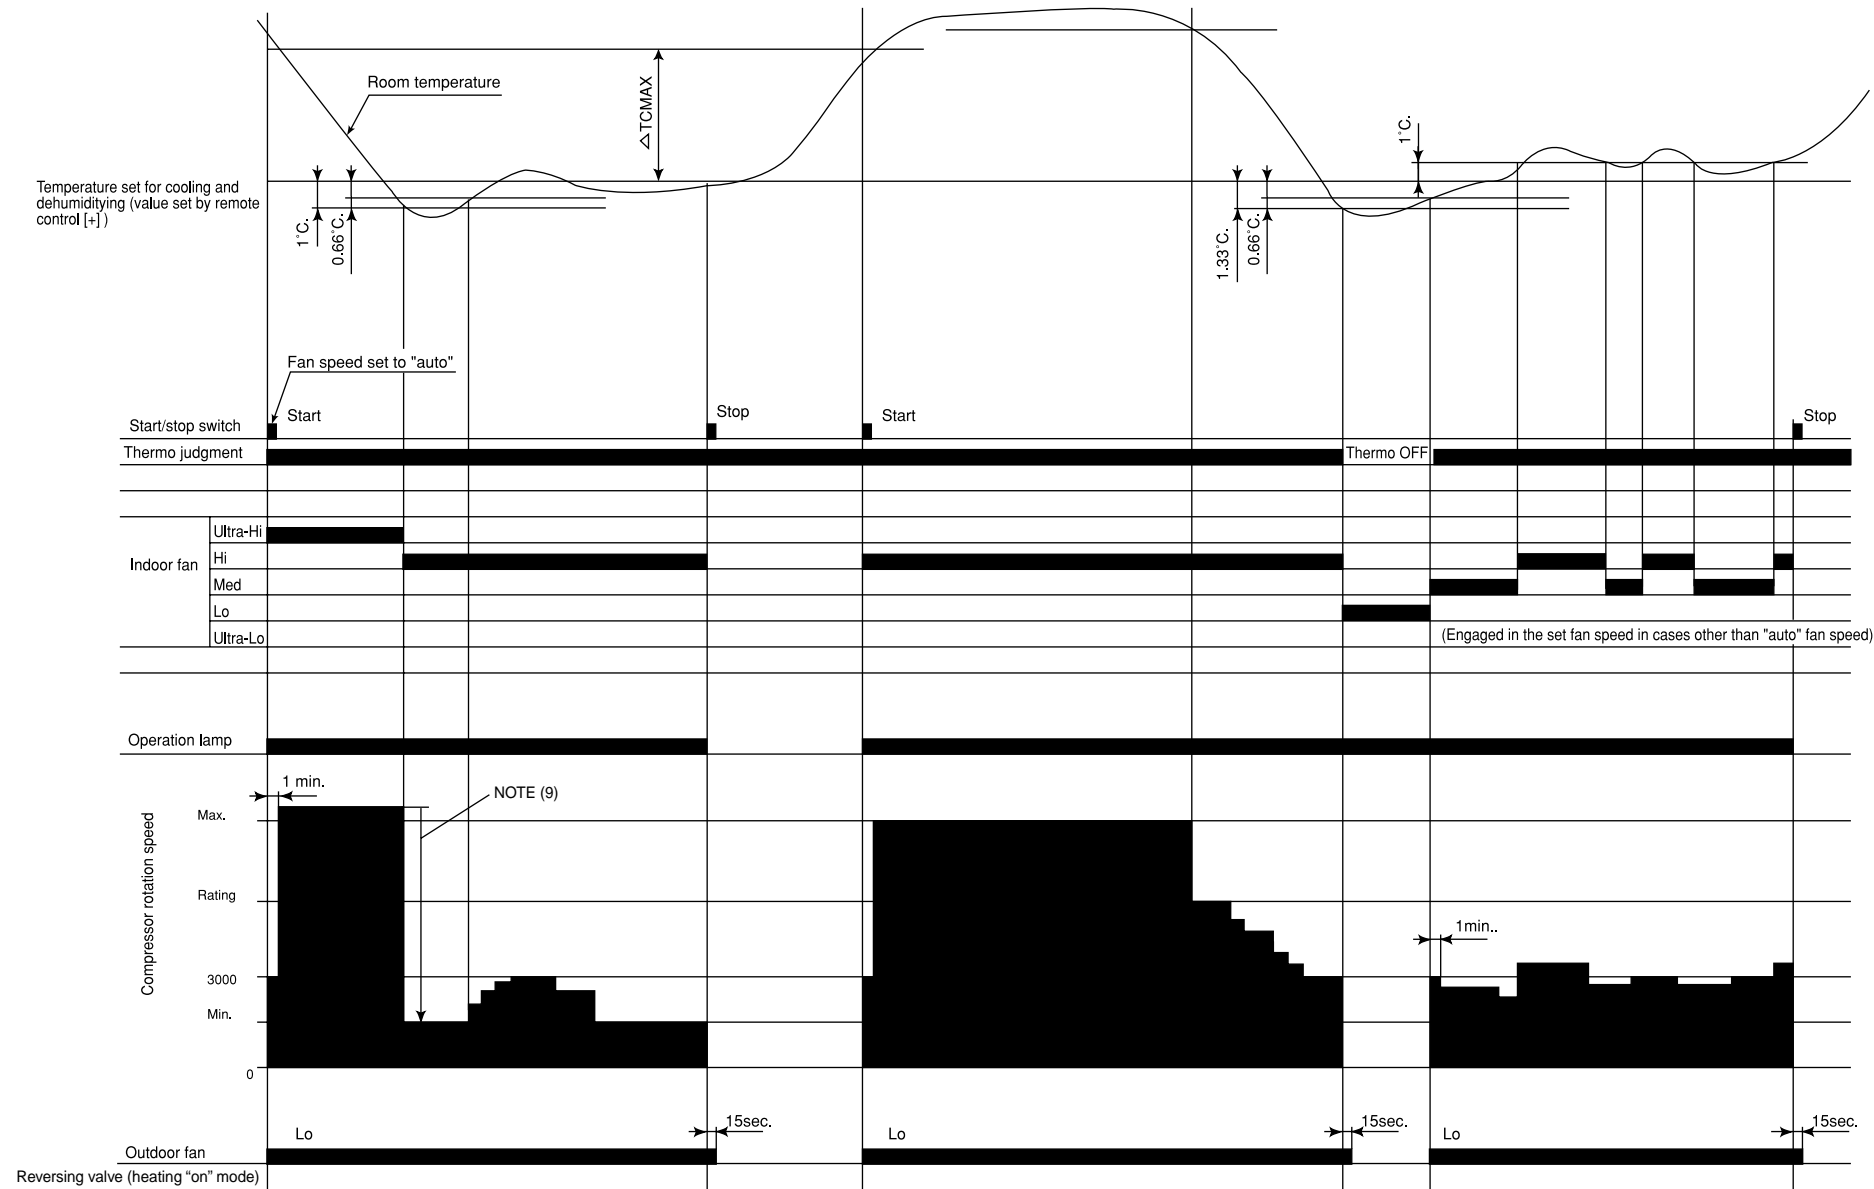 Room temperature
△TCMAX
1˚C.
Temperature set for cooling and
dehumiditying (value set by remote
control [+] )
1˚C.
0.66˚C.
1.33˚C.
0.66˚C.
Fan speed set to "auto"
Start/stop switch
Start
Stop
Start
Stop
Thermo judgment
Thermo OFF
Indoor fan
Ultra-Hi
Hi
Med
Lo
Ultra-Lo
(Engaged in the set fan speed in cases other than "auto" fan speed)
Operation lamp
1 min.
NOTE (9)
Compressor rotation speed
Max.
Rating
1min..
3000
Min.
0
Lo
15sec.
Lo
15sec.
Lo
15sec.
Outdoor fan
Reversing valve (heating “on” mode)